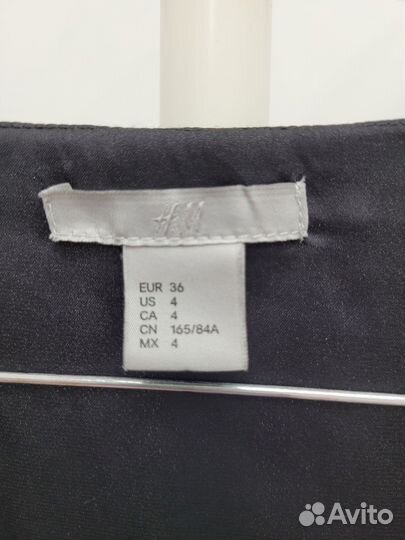 H&M
EUR 36
US 4
CA 4
CN 165/84A
MX 4
Avito